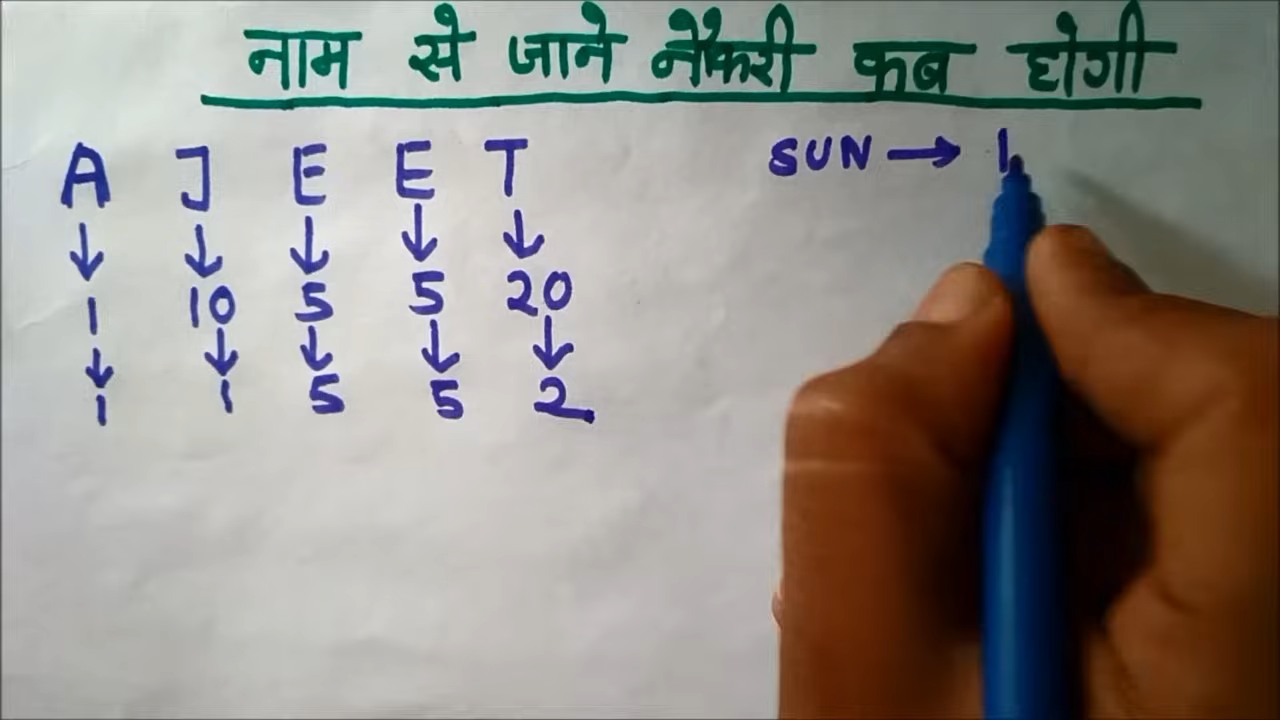 नाम से जाने नौकरी कब होगी
A J E E T SUN → 1
↓ ↓ ↓ ↓ ↓
1 10 5 5 20
↓ ↓ ↓ ↓ ↓
1 1 5 5 2